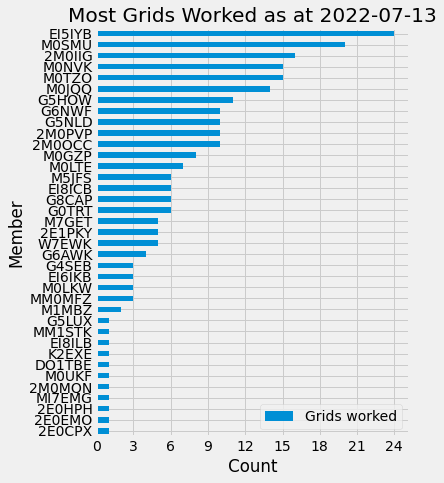 Most Grids Worked as at 2022-07-13
Member
EI5IYB
M0SMU
2M0IIG
M0NVK
M0TZO
M0JQQ
G5HOW
G6NWF
G5NLD
2M0PVP
2M0OCC
M0GZP
M0LTE
M5JFS
EI8ICB
G8CAP
G0TRT
M7GET
2E1PKY
W7EWK
G6AWK
G4SEB
EI6IKB
M0LKW
MM0MFZ
M1MBZ
G5LUX
MM1STK
EI8ILB
K2EXE
DO1TBE
M0UKF
2M0MON
MI7EMG
2E0HPH
2E0EMO
2E0CPX
Grids worked
0 3 6 9 12 15 18 21 24
Count